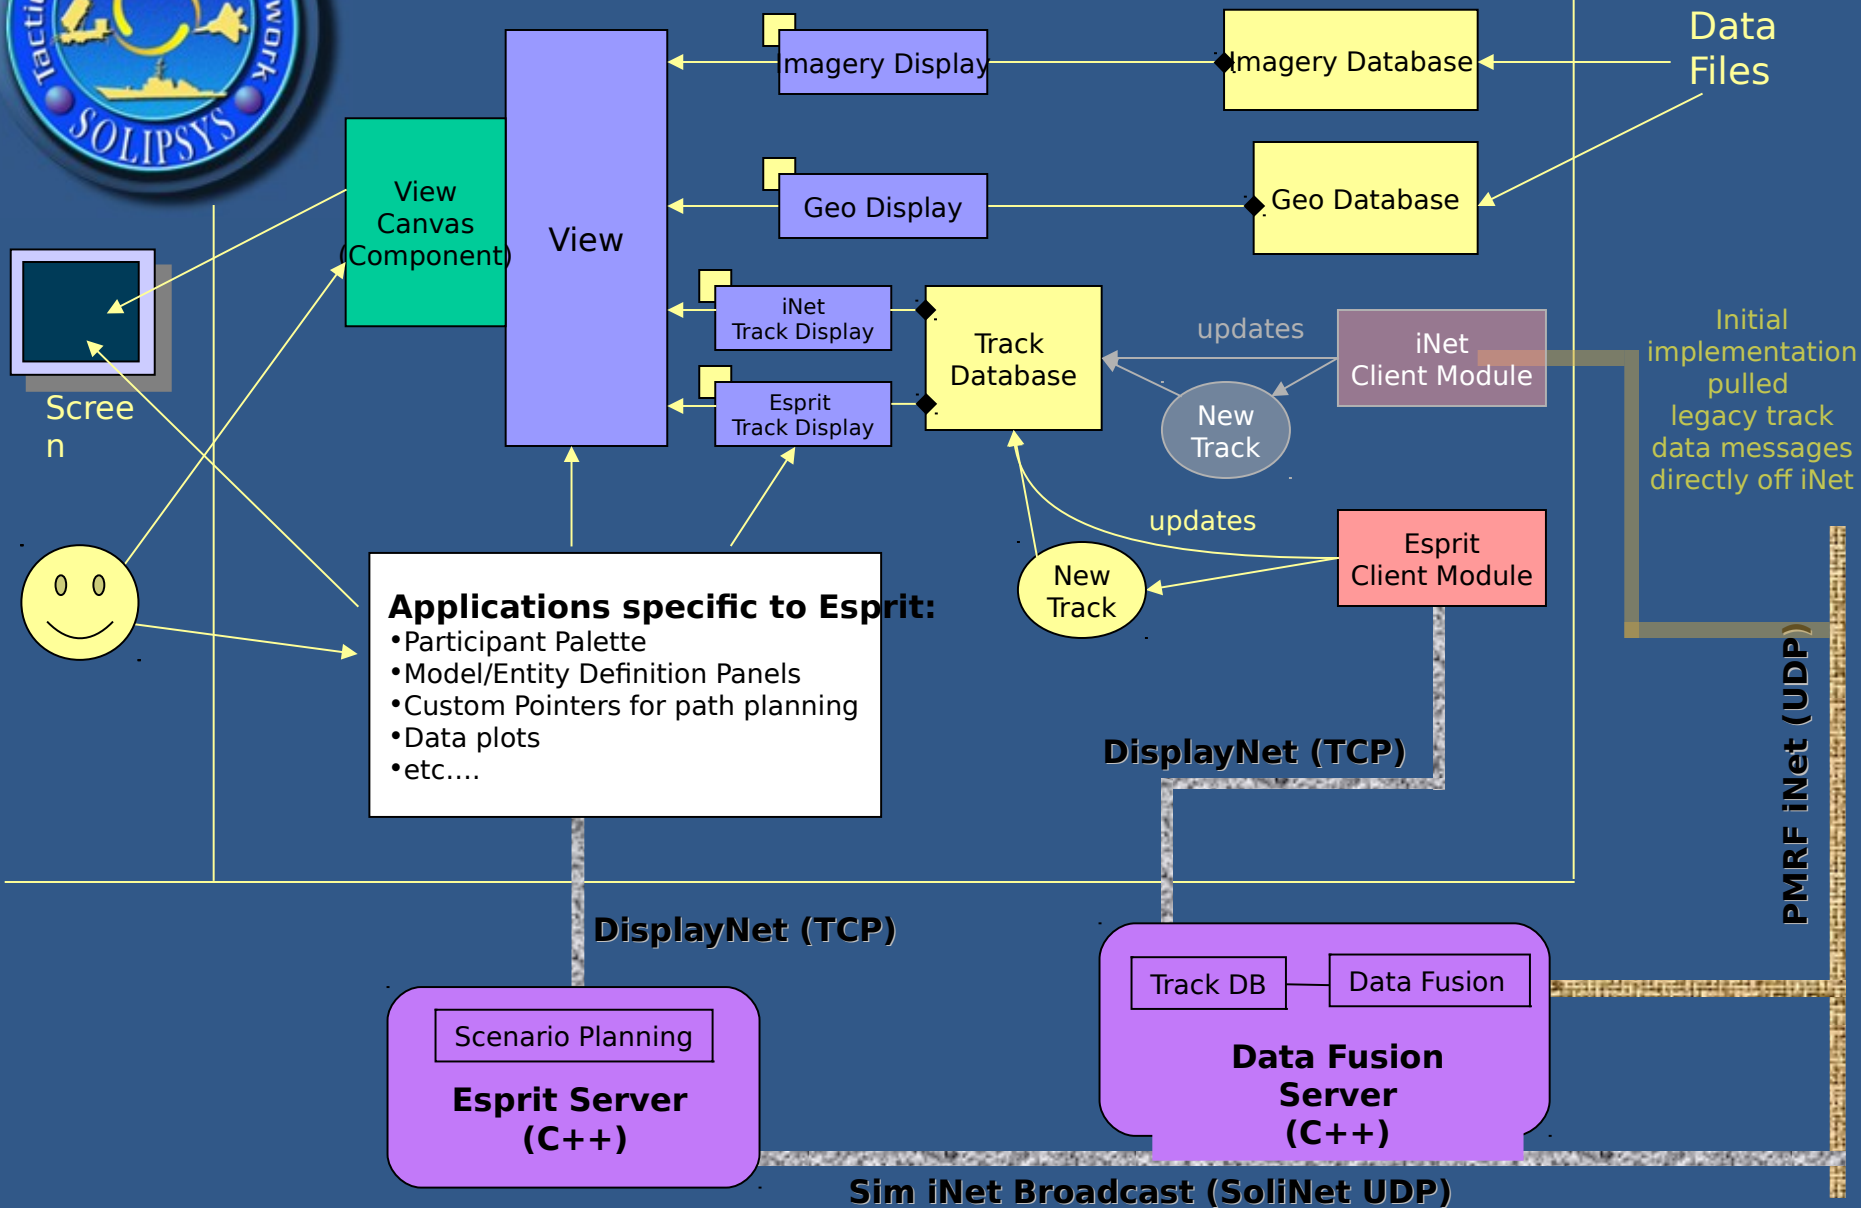 Tactic
work
SOLIPSYS
Data
Files
Imagery Display
Imagery Database
View
Canvas
(Component)
View
Geo Display
Geo Database
iNet
Track Display
Esprit
Track Display
Track
Database
updates
iNet
Client Module
New
Track
Initial
implementation
pulled
legacy track
data messages
directly off iNet
Scree
n
updates
Esprit
Client Module
New
Track
Applications specific to Esprit:
•Participant Palette
•Model/Entity Definition Panels
•Custom Pointers for path planning
•Data plots
•etc....
DisplayNet (TCP)
PMRF iNet (UDP)
DisplayNet (TCP)
Track DB
Data Fusion
Data Fusion
Server
(C++)
Scenario Planning
Esprit Server
(C++)
Sim iNet Broadcast (SoliNet UDP)